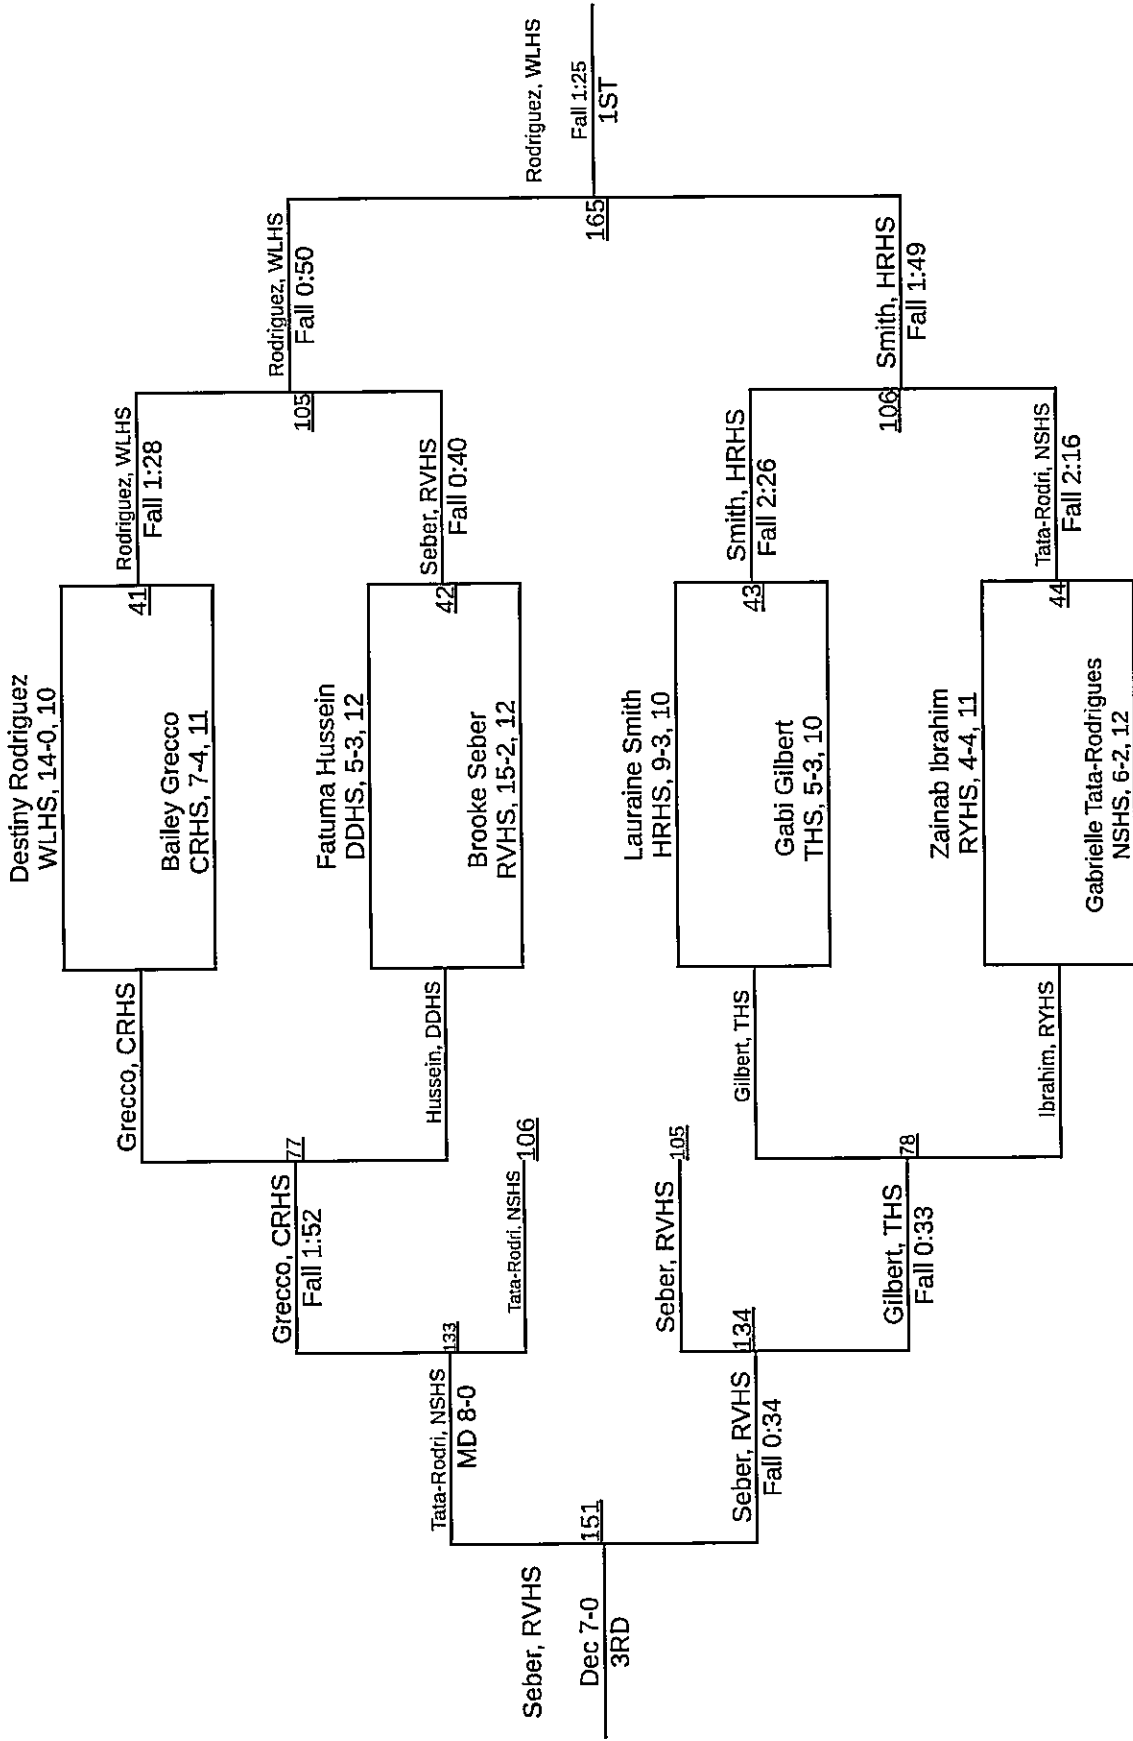 Destiny Rodriguez
WLHS, 14-0, 10
41
Bailey Grecco
CRHS, 7-4, 11
Fatuma Hussein
DDHS, 5-3, 12
42
Brooke Seber
RVHS, 15-2, 12
Lauraine Smith
HRHS, 9-3, 10
43
Gabi Gilbert
THS, 5-3, 10
Zainab Ibrahim
RYHS, 4-4, 11
44
Gabrielle Tata-Rodrigues
NSHS, 6-2, 12
Rodriguez, WLHS
Fall 1:28
105
Seber, RVHS
Fall 0:40
Smith, HRHS
Fall 2:26
106
Tata-Rodri, NSHS
Fall 2:16
Rodriguez, WLHS
Fall 0:50
165
Smith, HRHS
Fall 1:49
Rodriguez, WLHS
Fall 1:25
1ST
Grecco, CRHS
77
Hussein, DDHS
Gilbert, THS
78
Ibrahim, RYHS
Grecco, CRHS
Fall 1:52
133
Tata-Rodri, NSHS
106
Seber, RVHS
105
134
Gilbert, THS
Fall 0:33
Tata-Rodri, NSHS
MD 8-0
151
Seber, RVHS
Fall 0:34
Seber, RVHS
Dec 7-0
3RD